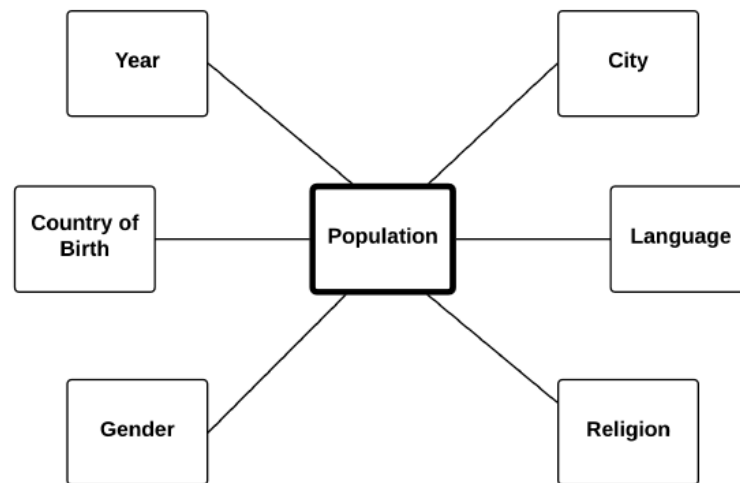 Year
City
Country of
Birth
Population
Language
Gender
Religion